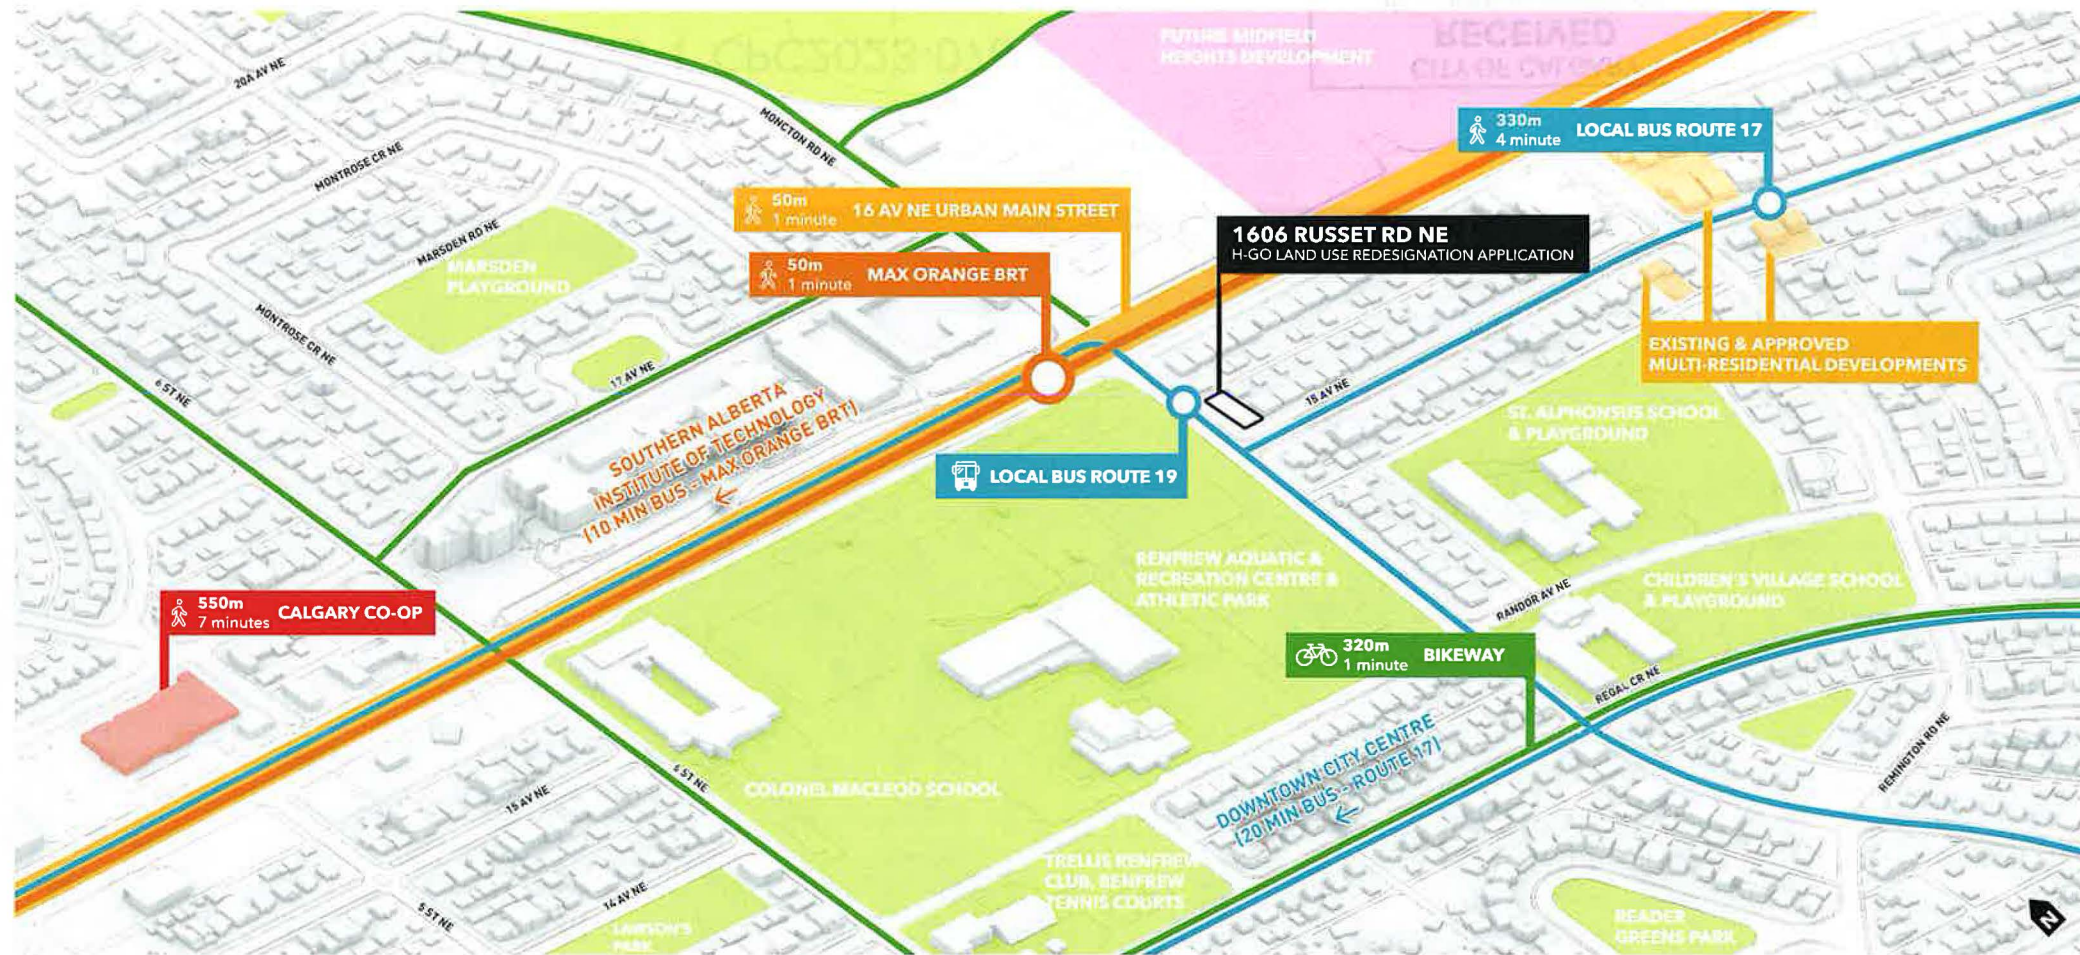 FUTURE MIDFIELD
HEIGHTS DEVELOPMENT
RECEIVED
CITY OF CALGARY
CPC2023-07
20A AV NE
MONCTON RD NE
MONTROSE CR NE
330m
4 minute
LOCAL BUS ROUTE 17
50m
1 minute
16 AV NE URBAN MAIN STREET
1606 RUSSET RD NE
H-GO LAND USE REDESIGNATION APPLICATION
MARSDEN RD NE
MARSDEN
PLAYGROUND
50m
1 minute
MAX ORANGE BRT
MONTROSE CR NE
EXISTING & APPROVED
MULTI-RESIDENTIAL DEVELOPMENTS
6 ST NE
17 AV NE
15 AV NE
SOUTHERN ALBERTA
INSTITUTE OF TECHNOLOGY
(10 MIN BUS - MAX ORANGE BRT)
ST. ALPHONSUS SCHOOL
& PLAYGROUND
LOCAL BUS ROUTE 19
RENFREW AQUATIC &
RECREATION CENTRE &
ATHLETIC PARK
CHILDREN'S VILLAGE SCHOOL
& PLAYGROUND
RANDOR AV NE
550m
7 minutes
CALGARY CO-OP
320m
1 minute
BIKEWAY
REGAL CR NE
REMINGTON RD NE
DOWNTOWN CITY CENTRE
(20 MIN BUS - ROUTE 17)
6 ST NE
COLONEL MACLEOD SCHOOL
15 AV NE
TRELLIS RENFREW
CLUB, RENFREW
TENNIS COURTS
14 AV NE
5 ST NE
LAWSON'S
PARK
READER
GREENS PARK
N